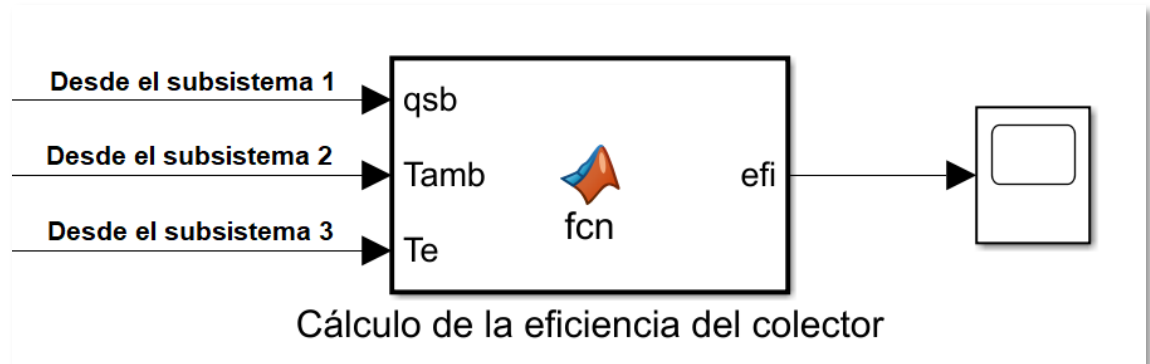 Desde el subsistema 1
qsb
Desde el subsistema 2
Tamb
efi
fcn
Desde el subsistema 3
Te
Cálculo de la eficiencia del colector